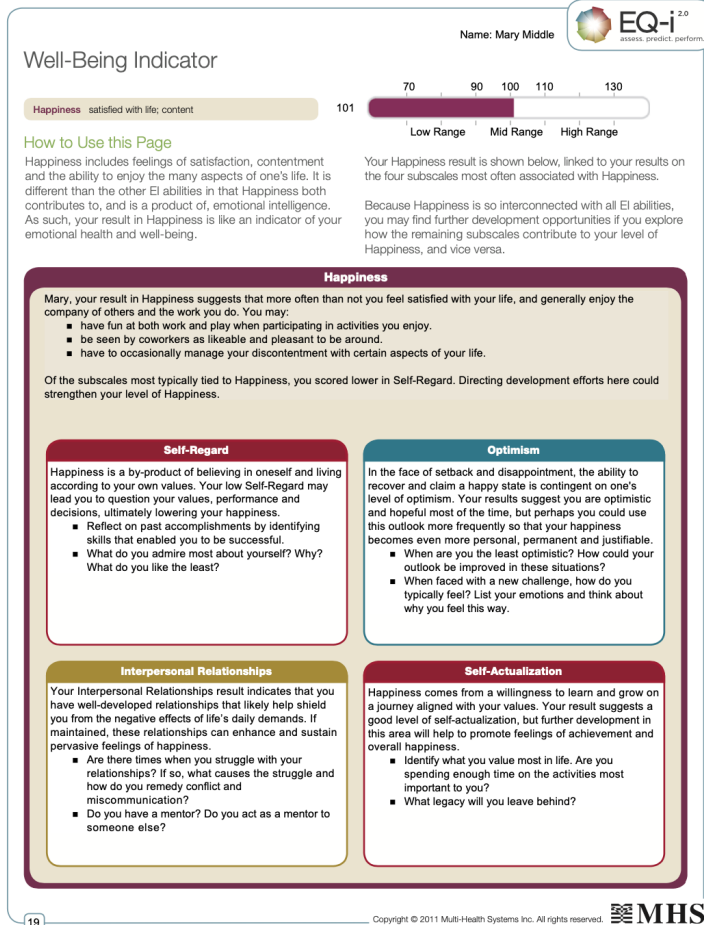 Name: Mary Middle
EQ-i 2.0
assess. predict. perform.
Well-Being Indicator
70 90 100 110 130
Happiness satisfied with life; content 101
Low Range Mid Range High Range
How to Use this Page
Happiness includes feelings of satisfaction, contentment
and the ability to enjoy the many aspects of one's life. It is
different than the other EI abilities in that Happiness both
contributes to, and is a product of, emotional intelligence.
As such, your result in Happiness is like an indicator of your
emotional health and well-being.
Your Happiness result is shown below, linked to your results on
the four subscales most often associated with Happiness.
Because Happiness is so interconnected with all EI abilities,
you may find further development opportunities if you explore
how the remaining subscales contribute to your level of
Happiness, and vice versa.
Happiness
Mary, your result in Happiness suggests that more often than not you feel satisfied with your life, and generally enjoy the
company of others and the work you do. You may:
■ have fun at both work and play when participating in activities you enjoy.
■ be seen by coworkers as likeable and pleasant to be around.
■ have to occasionally manage your discontentment with certain aspects of your life.
Of the subscales most typically tied to Happiness, you scored lower in Self-Regard. Directing development efforts here could
strengthen your level of Happiness.
Self-Regard
Happiness is a by-product of believing in oneself and living
according to your own values. Your low Self-Regard may
lead you to question your values, performance and
decisions, ultimately lowering your happiness.
■ Reflect on past accomplishments by identifying
skills that enabled you to be successful.
■ What do you admire most about yourself? Why?
What do you like the least?
Optimism
In the face of setback and disappointment, the ability to
recover and claim a happy state is contingent on one's
level of optimism. Your results suggest you are optimistic
and hopeful most of the time, but perhaps you could use
this outlook more frequently so that your happiness
becomes even more personal, permanent and justifiable.
■ When are you the least optimistic? How could your
outlook be improved in these situations?
■ When faced with a new challenge, how do you
typically feel? List your emotions and think about
why you feel this way.
Interpersonal Relationships
Your Interpersonal Relationships result indicates that you
have well-developed relationships that likely help shield
you from the negative effects of life's daily demands. If
maintained, these relationships can enhance and sustain
pervasive feelings of happiness.
■ Are there times when you struggle with your
relationships? If so, what causes the struggle and
how do you remedy conflict and
miscommunication?
■ Do you have a mentor? Do you act as a mentor to
someone else?
Self-Actualization
Happiness comes from a willingness to learn and grow on
a journey aligned with your values. Your result suggests a
good level of self-actualization, but further development in
this area will help to promote feelings of achievement and
overall happiness.
■ Identify what you value most in life. Are you
spending enough time on the activities most
important to you?
■ What legacy will you leave behind?
19
Copyright © 2011 Multi-Health Systems Inc. All rights reserved.
MHS